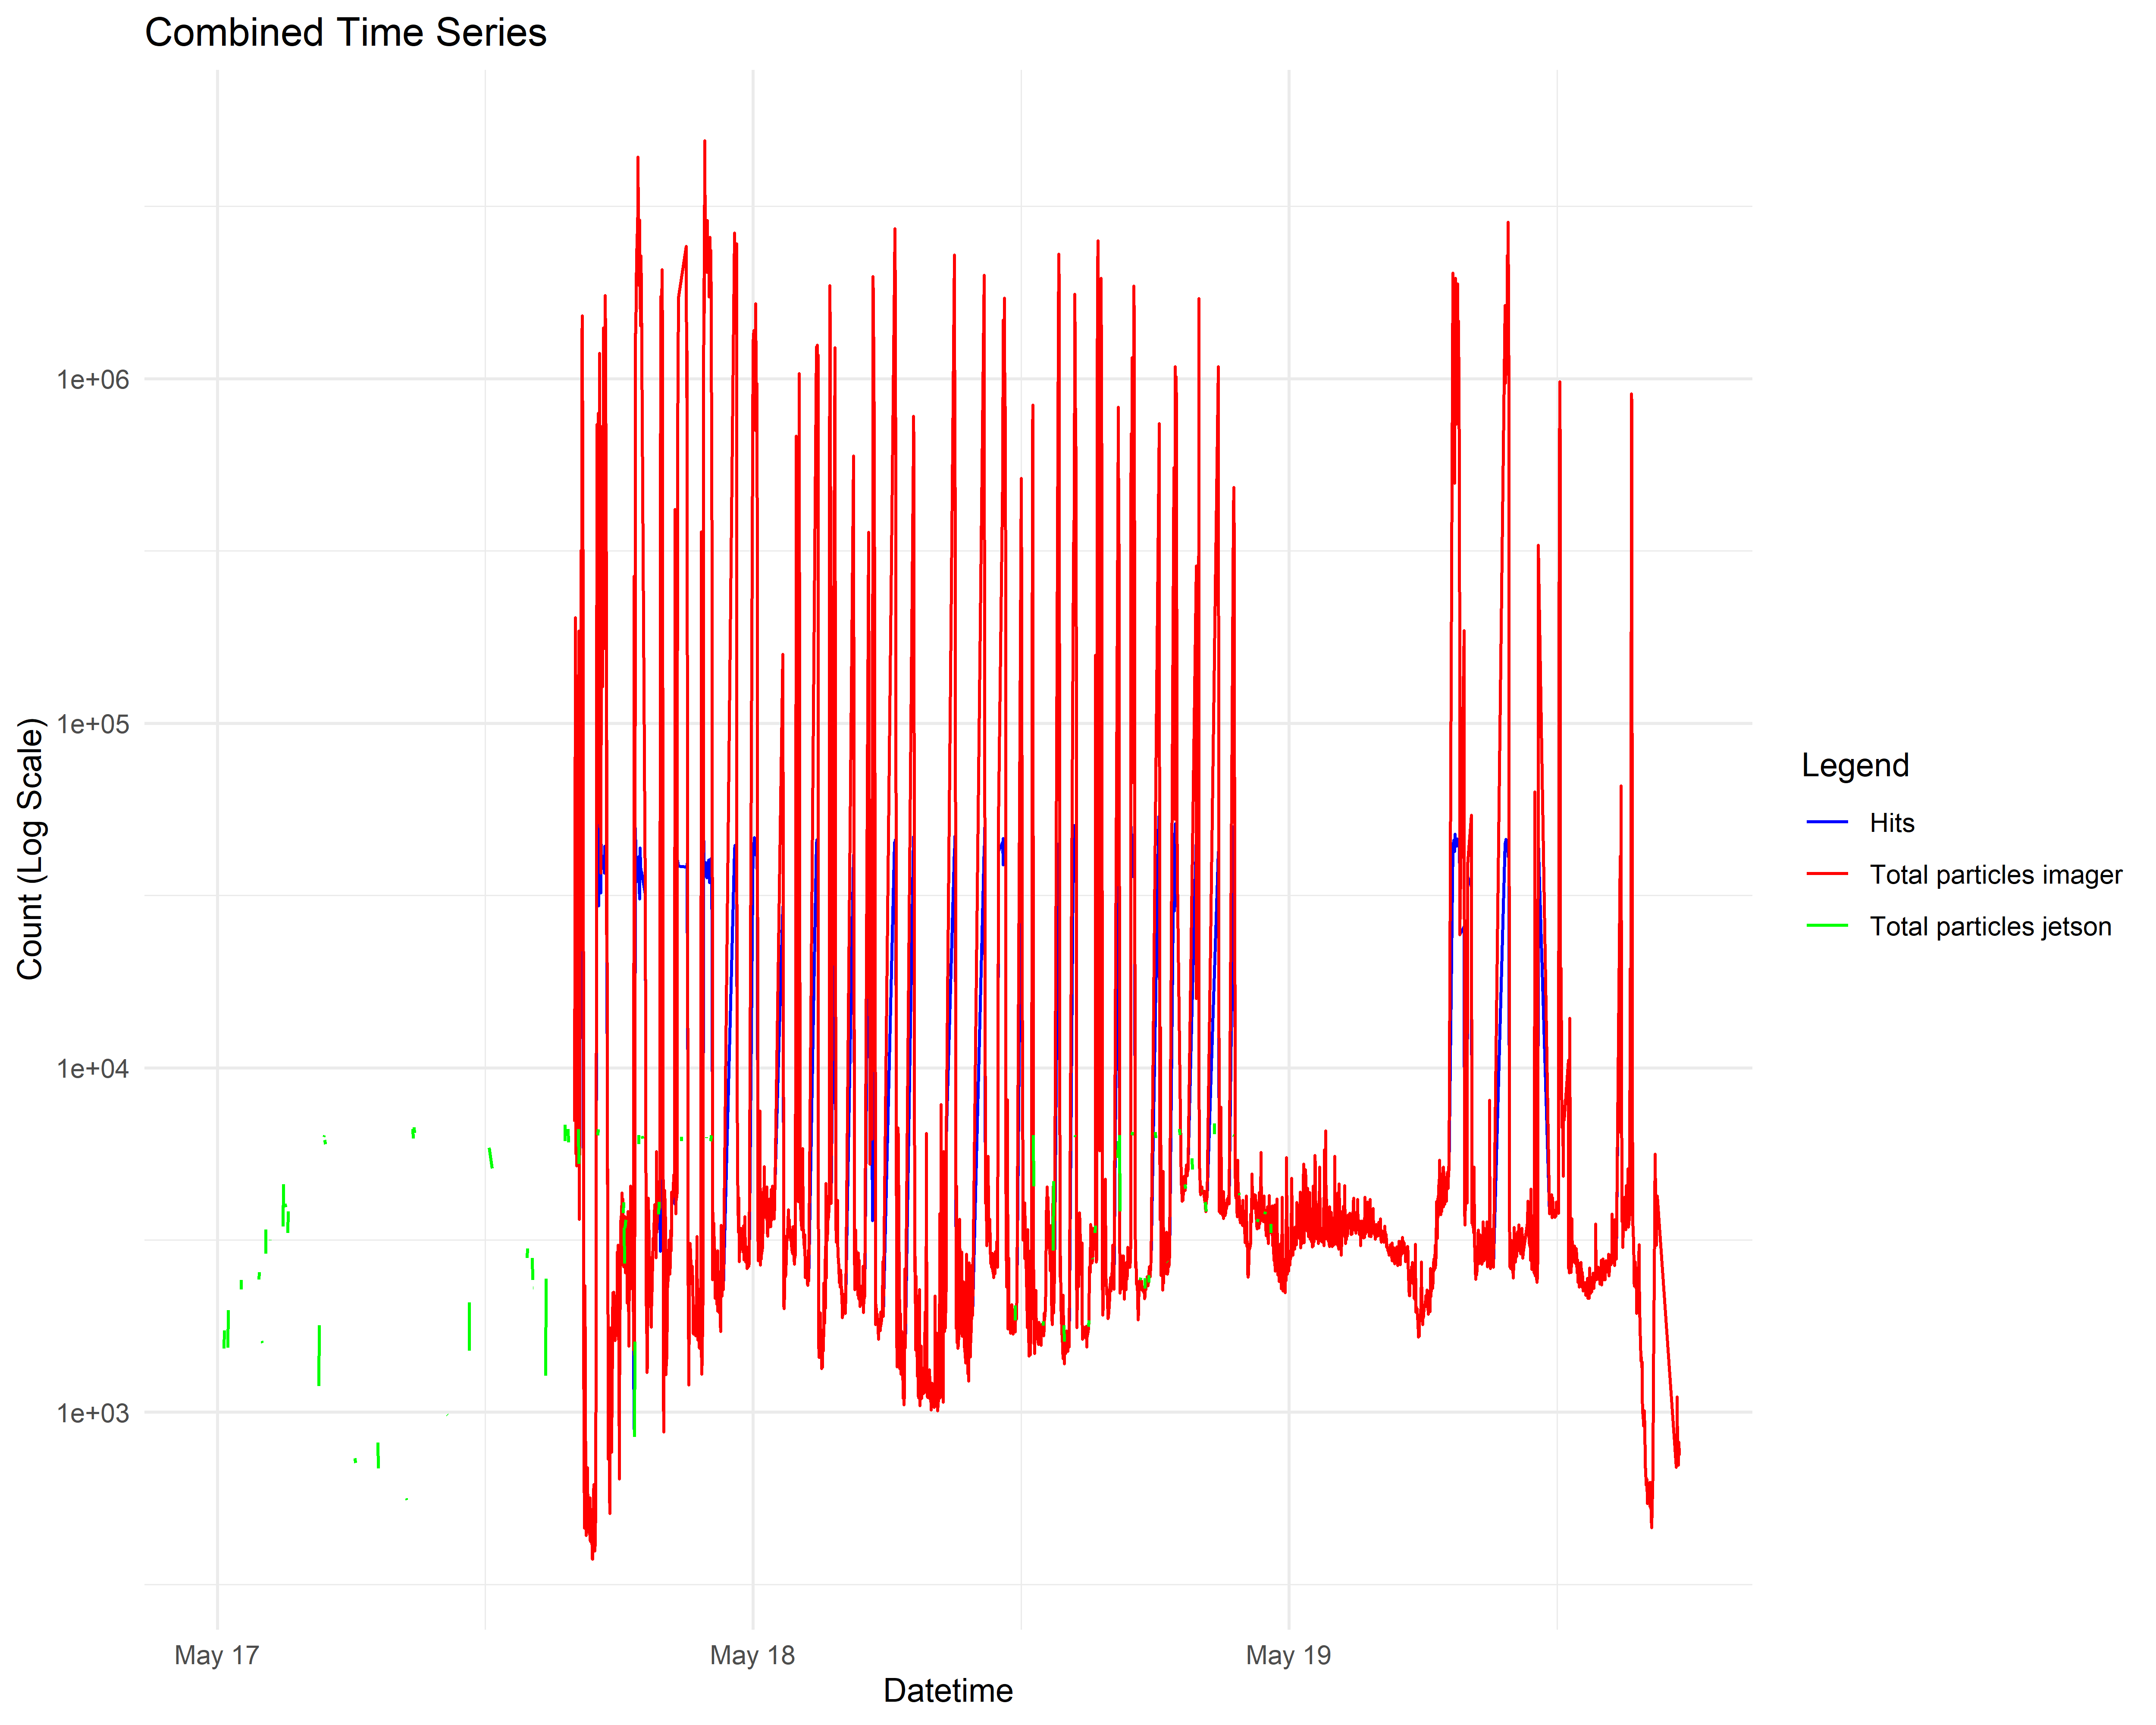 Combined Time Series
Count (Log Scale)
1e+06
1e+05
1e+04
1e+03
May 17
May 18
May 19
Datetime
Legend
Hits
Total particles imager
Total particles jetson